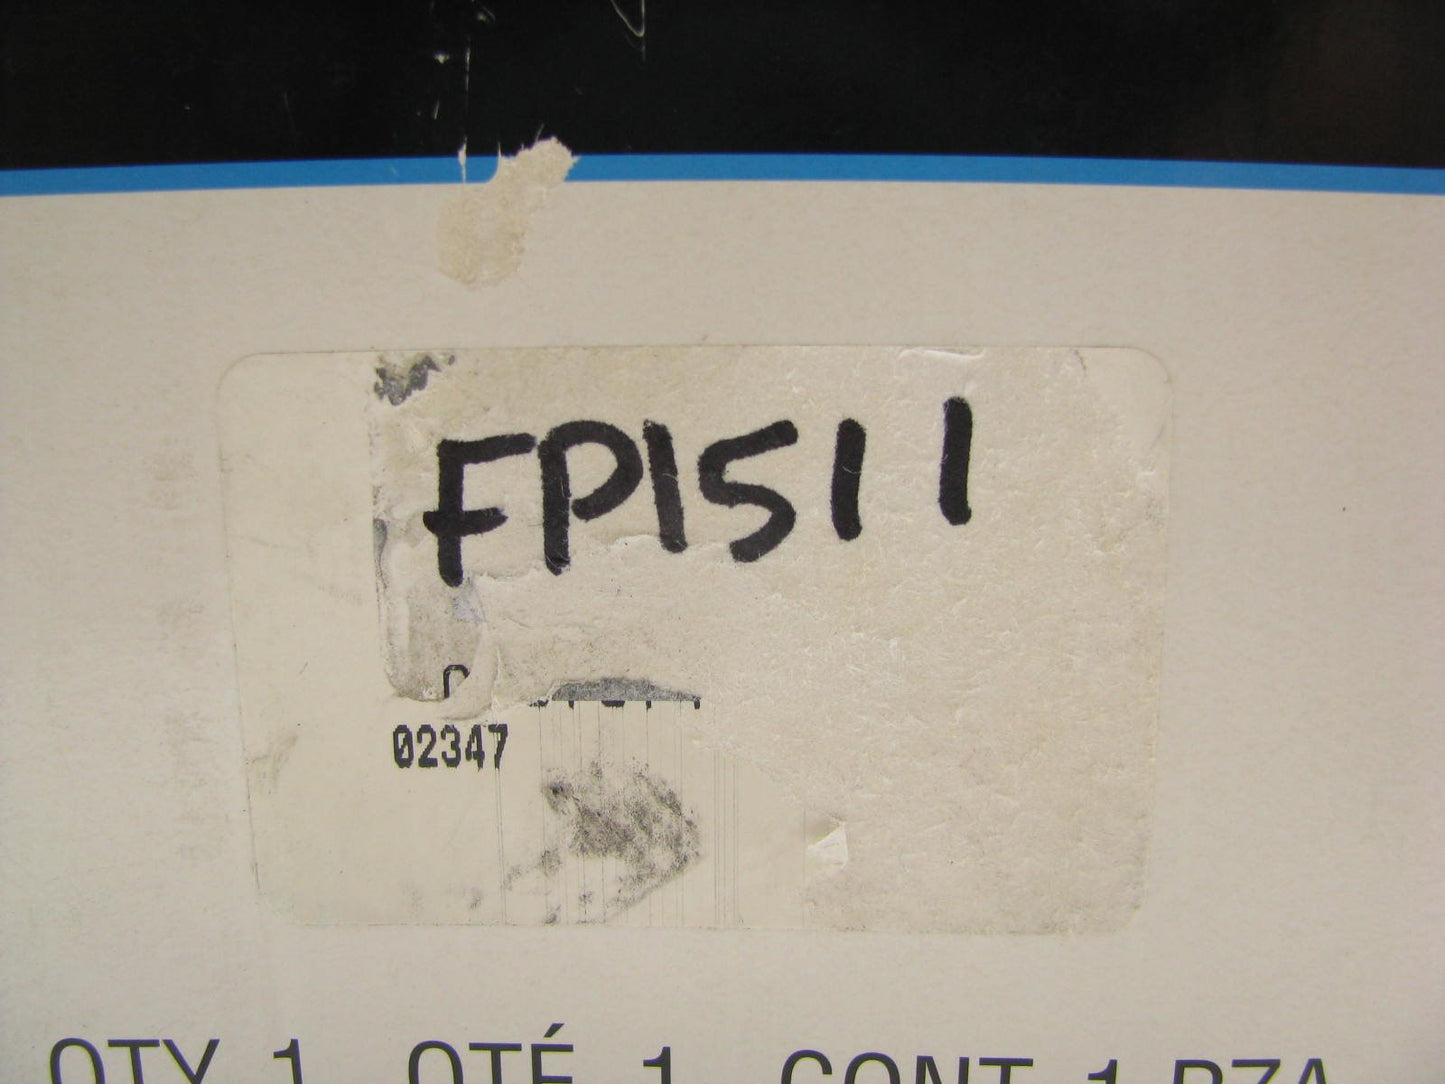 FP1511
02347
QTY 1 QTÉ 1 CONT 1 PZA